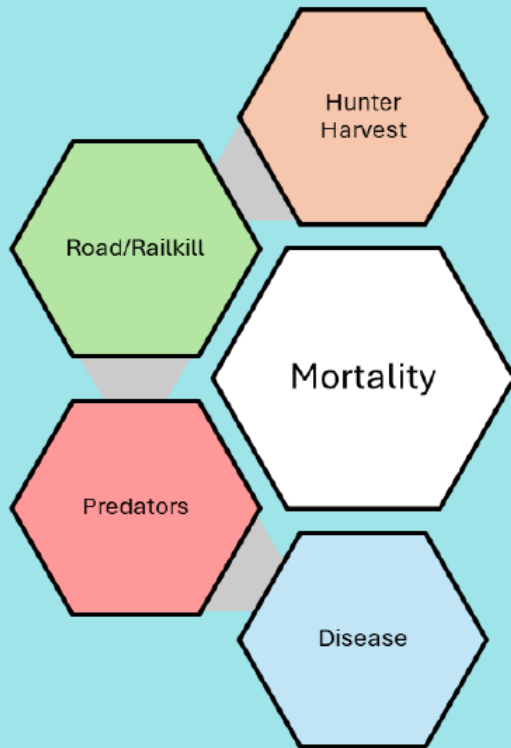 Hunter
Harvest
Road/Railkill
Mortality
Predators
Disease